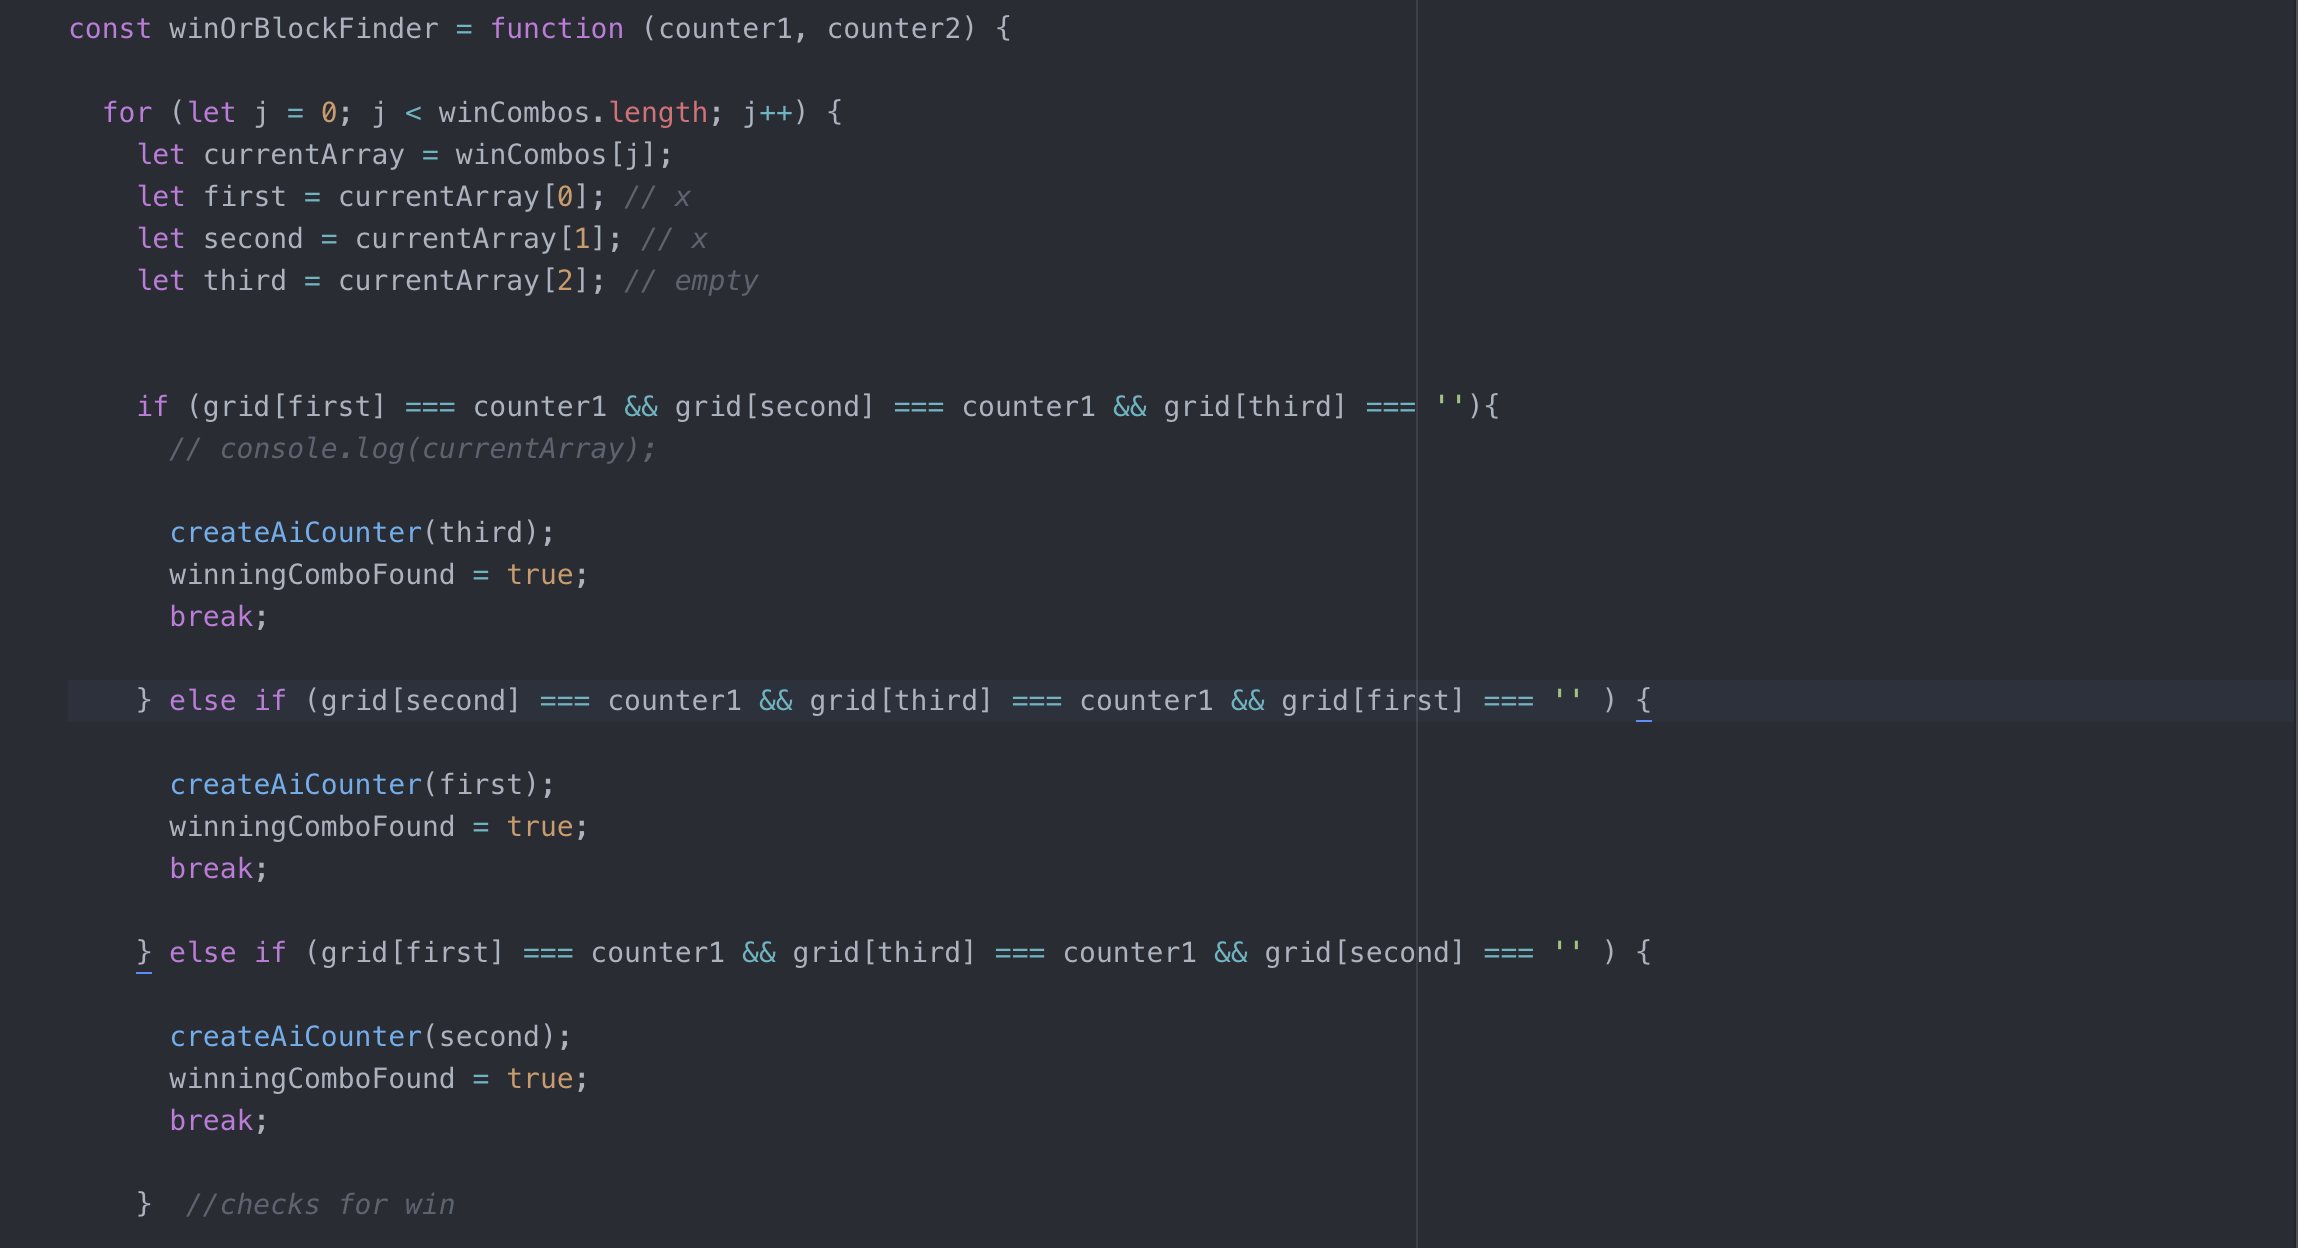 const winOrBlockFinder = function (counter1, counter2) {
for (let j = 0; j < winCombos.length; j++) {
let currentArray = winCombos[j];
let first = currentArray[0]; // x
let second = currentArray[1]; // x
let third = currentArray[2]; // empty
if (grid[first] === counter1 && grid[second] === counter1 && grid[third] === ''){
// console.log(currentArray);
createAiCounter(third);
winningComboFound = true;
break;
} else if (grid[second] === counter1 && grid[third] === counter1 && grid[first] === '' ) {
createAiCounter(first);
winningComboFound = true;
break;
} else if (grid[first] === counter1 && grid[third] === counter1 && grid[second] === '' ) {
createAiCounter(second);
winningComboFound = true;
break;
} //checks for win